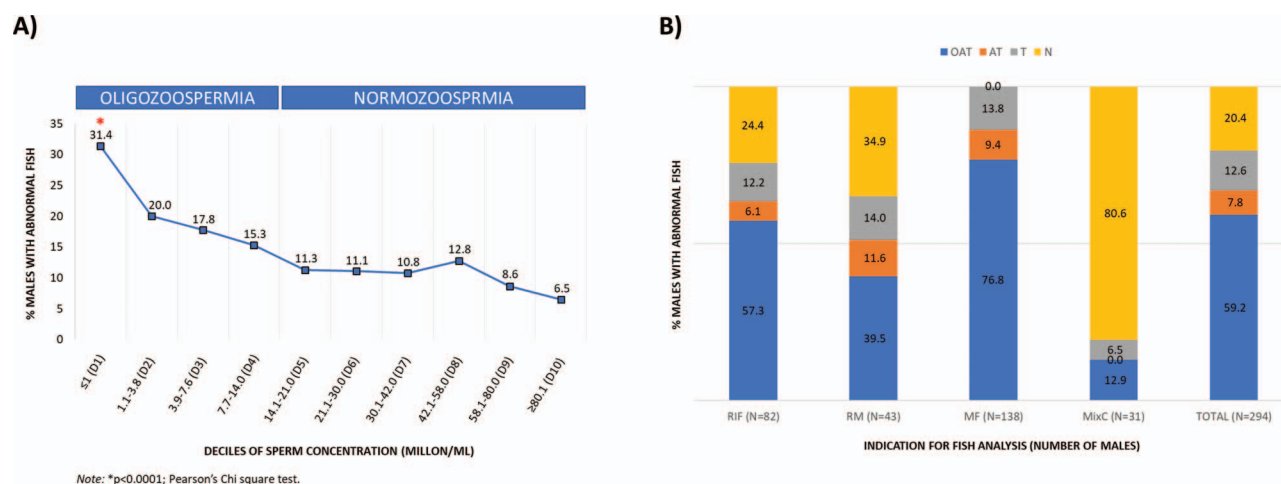 A)
OLIGOZOOSPERMIA NORMOZOOSPRMIA
% MALES WITH ABNORMAL FISH
35
30
25
20
15
10
5
0
*
31.4
20.0
17.8
15.3
11.3
11.1
10.8
12.8
8.6
6.5
≤1 (D1)
1.1-3.8 (D2)
3.9-7.6 (D3)
7.7-14.0 (D4)
14.1-21.0 (D5)
21.1-30.0 (D6)
30.1-42.0 (D7)
42.1-58.0 (D8)
58.1-80.0 (D9)
≥80.1 (D10)
DECILES OF SPERM CONCENTRATION (MILLON/ML)
Note: *p<0.0001; Pearson's Chi square test.
B)
OAT AT T N
% MALES WITH ABNORMAL FISH
24.4
12.2
6.1
57.3
34.9
14.0
11.6
39.5
0.0
13.8
9.4
76.8
80.6
6.5
0.0
12.9
20.4
12.6
7.8
59.2
RIF (N=82) RM (N=43) MF (N=138) MixC (N=31) TOTAL (N=294)
INDICATION FOR FISH ANALYSIS (NUMBER OF MALES)